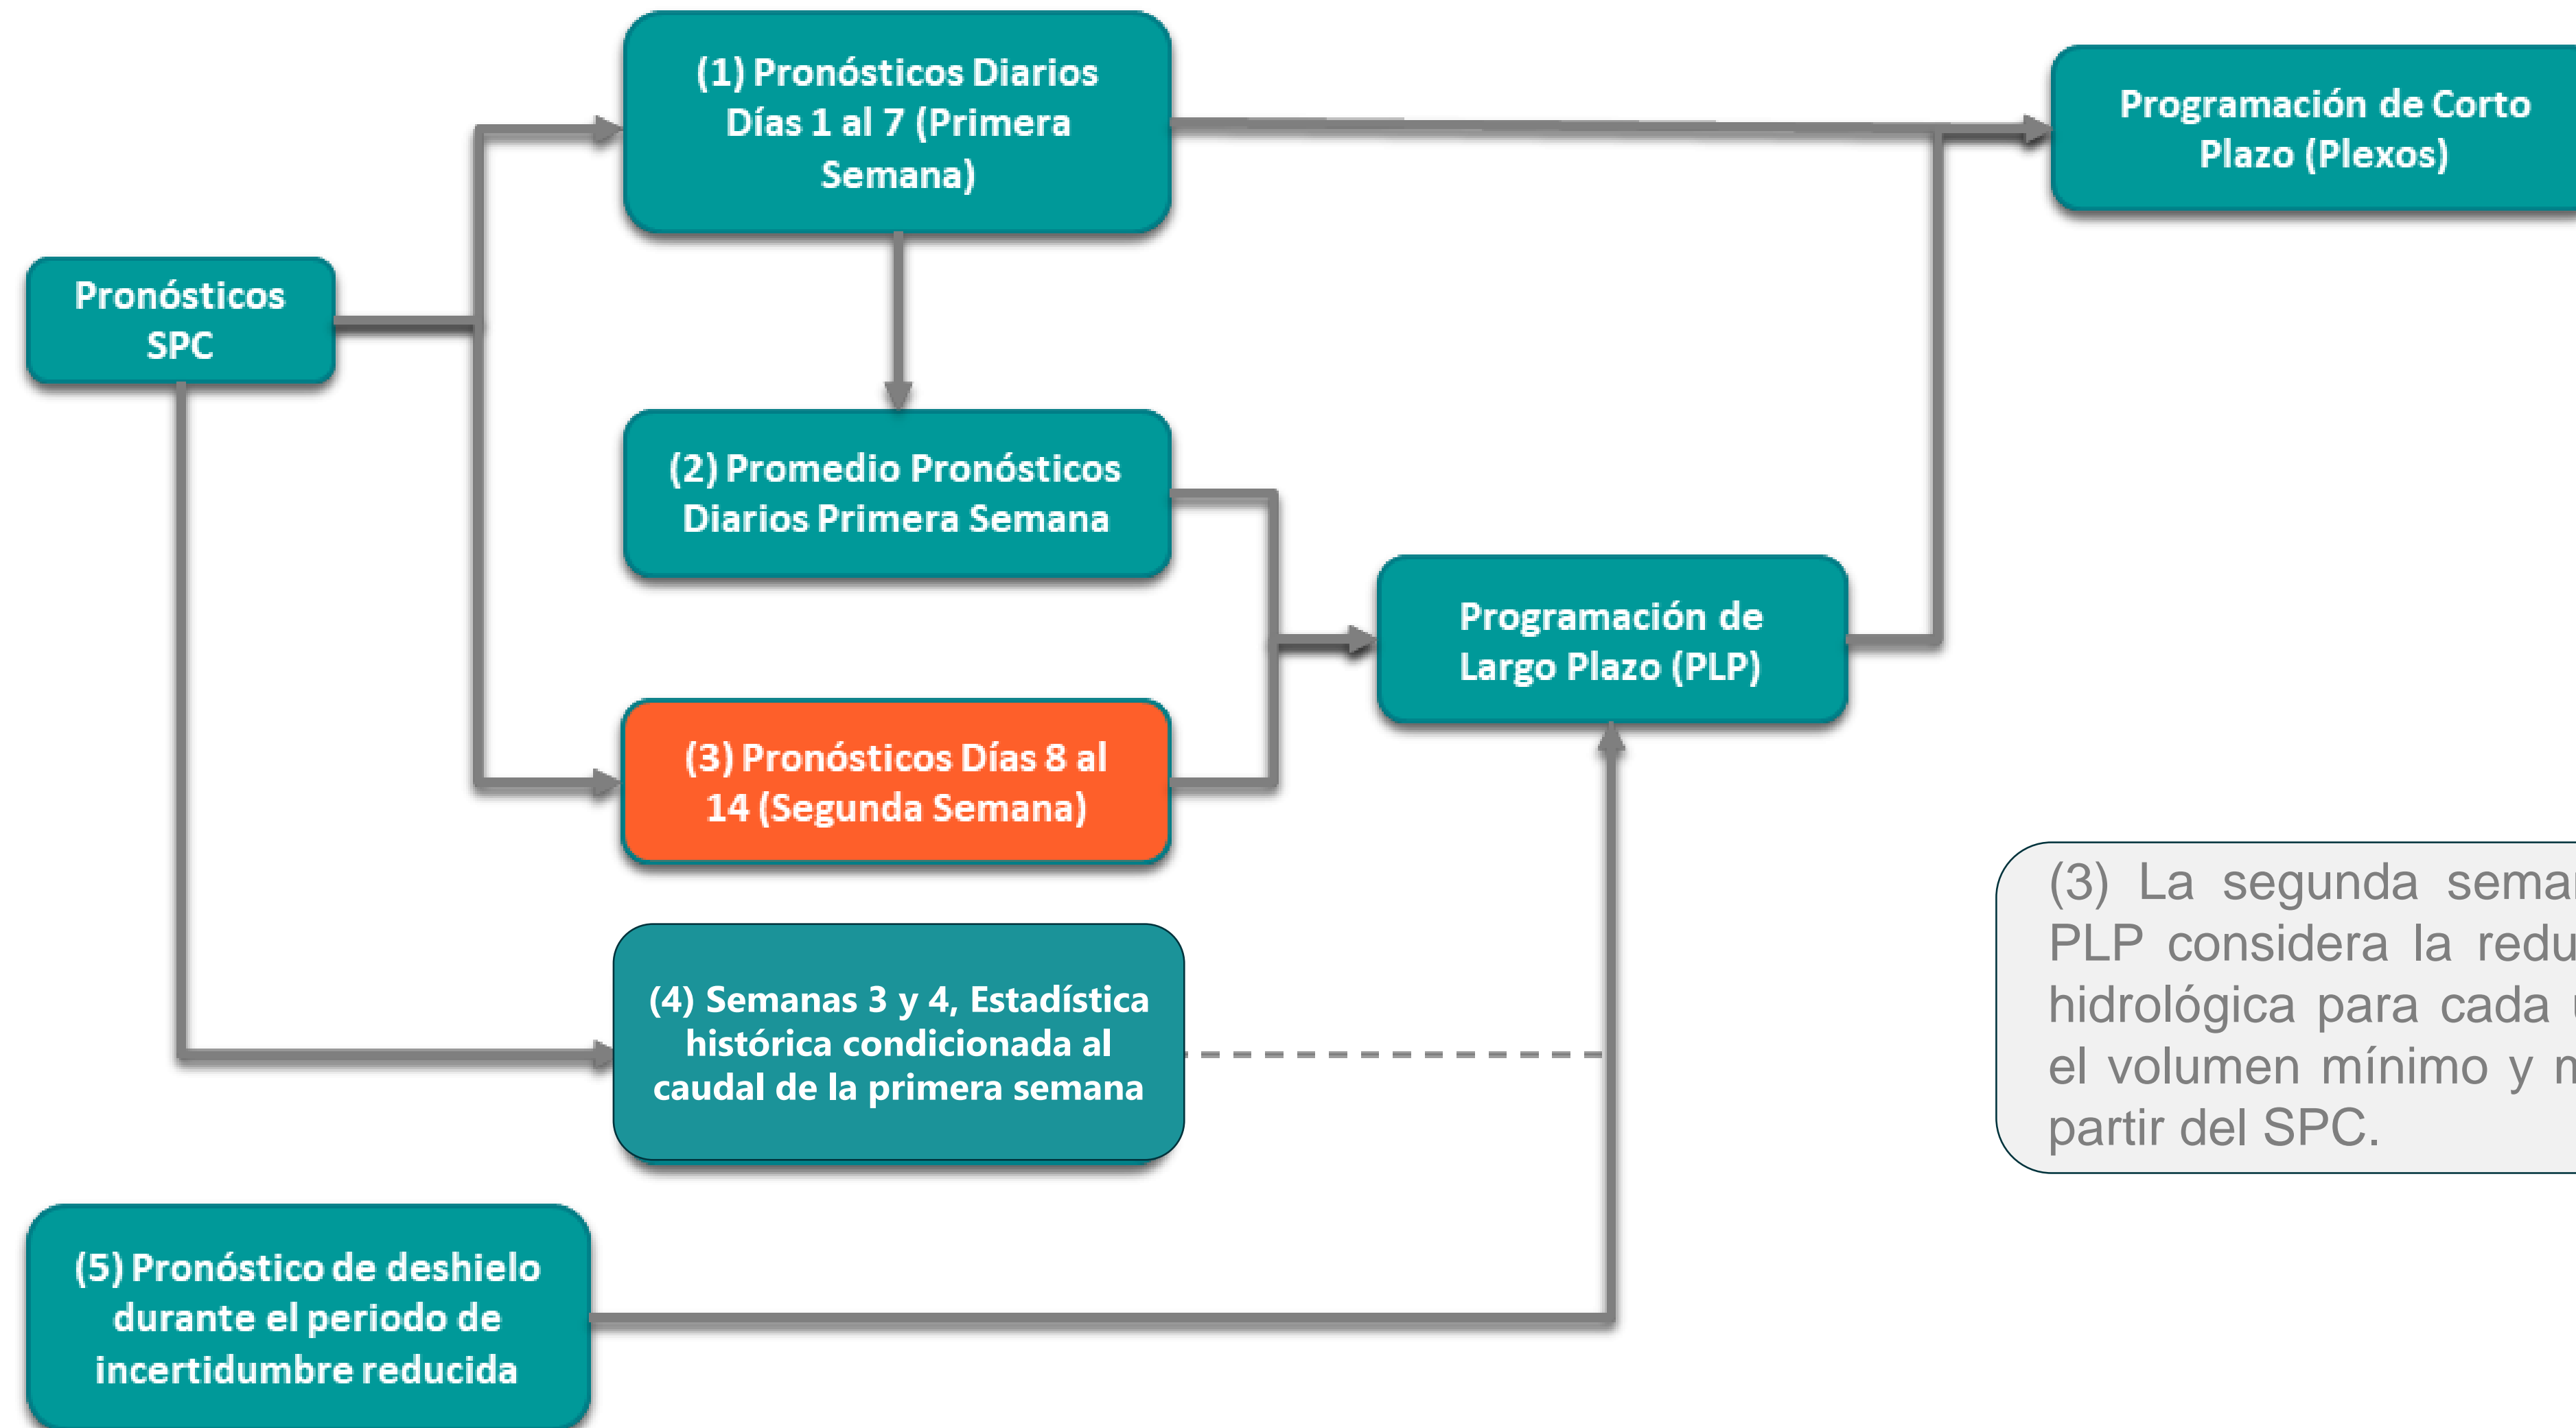 (1) Pronósticos Diarios
Días 1 al 7 (Primera
Semana)
Programación de Corto
Plazo (Plexos)
Pronósticos
SPC
(2) Promedio Pronósticos
Diarios Primera Semana
Programación de
Largo Plazo (PLP)
(3) Pronósticos Días 8 al
14 (Segunda Semana)
(3) La segunda
PLP considera la
hidrológica para cada
el volumen mínimo y
partir del SPC.
(4) Semanas 3 y 4, Estadística
histórica condicionada al
caudal de la primera semana
(5) Pronóstico de deshielo
durante el periodo de
incertidumbre reducida